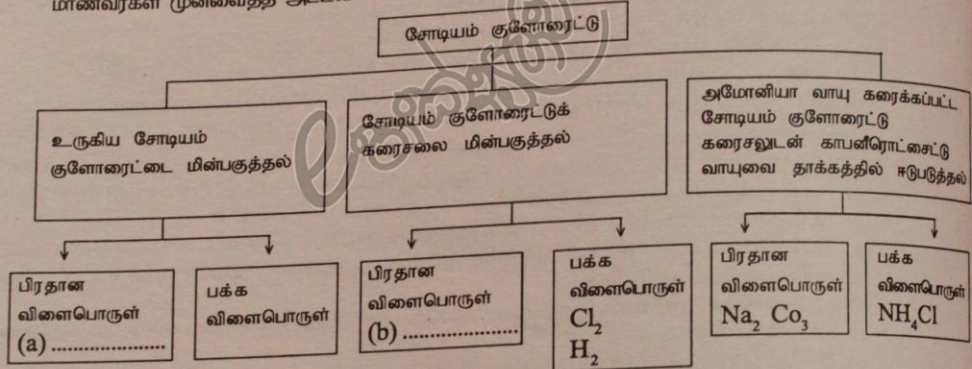 மாணவர்கள் முன்வைத்த
சோடியம் குளோரைட்டு
உருகிய சோடியம்
குளோரைட்டை மின்பகுத்தல்
சோடியம் குளோரைட்டுக்
கரைசலை மின்பகுத்தல்
அமோனியா வாயு கரைக்கப்பட்ட
சோடியம் குளோரைட்டு
கரைசலுடன் காபனீரொட்சைட்டு
வாயுவை தாக்கத்தில் ஈடுபடுத்தல்
பிரதான
விளைபொருள்
(a) ......................
பக்க
விளைபொருள்
பிரதான
விளைபொருள்
(b) ......................
பக்க
விளைபொருள்
Cl₂
H₂
பிரதான
விளைபொருள்
Na₂ Co₃
பக்க
விளைபொருள்
NH₄Cl